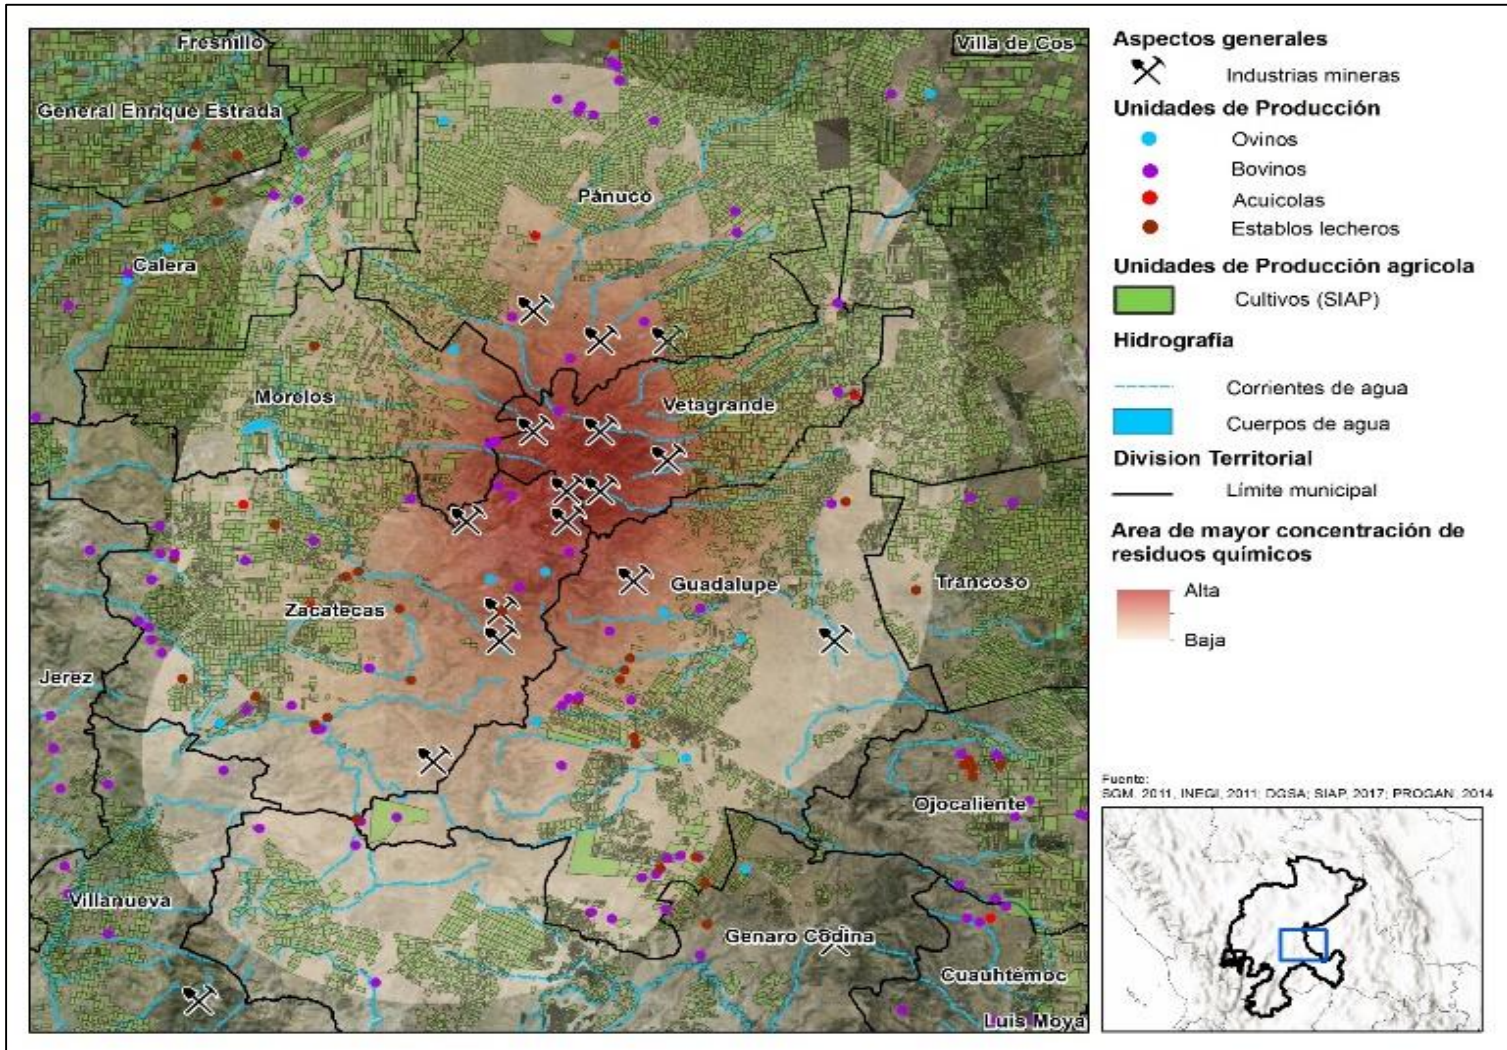 Fresnillo
Villa de Cos
General Enrique Estrada
Pánuco
Calera
Morelos
Vetagrande
Guadalupe
Trancoso
Zacatecas
Jerez
Ojocaliente
Villanueva
Genaro Codina
Cuauhtémoc
Luis Moya
Aspectos generales
Industrias mineras
Unidades de Producción
Ovinos
Bovinos
Acuicolas
Establos lecheros
Unidades de Producción agricola
Cultivos (SIAP)
Hidrografía
Corrientes de agua
Cuerpos de agua
Division Territorial
Límite municipal
Area de mayor concentración de
residuos químicos
Alta
Baja
Fuente:
SGM, 2011, INEGI, 2011; DGSA; SIAP, 2017; PROGAN, 2014